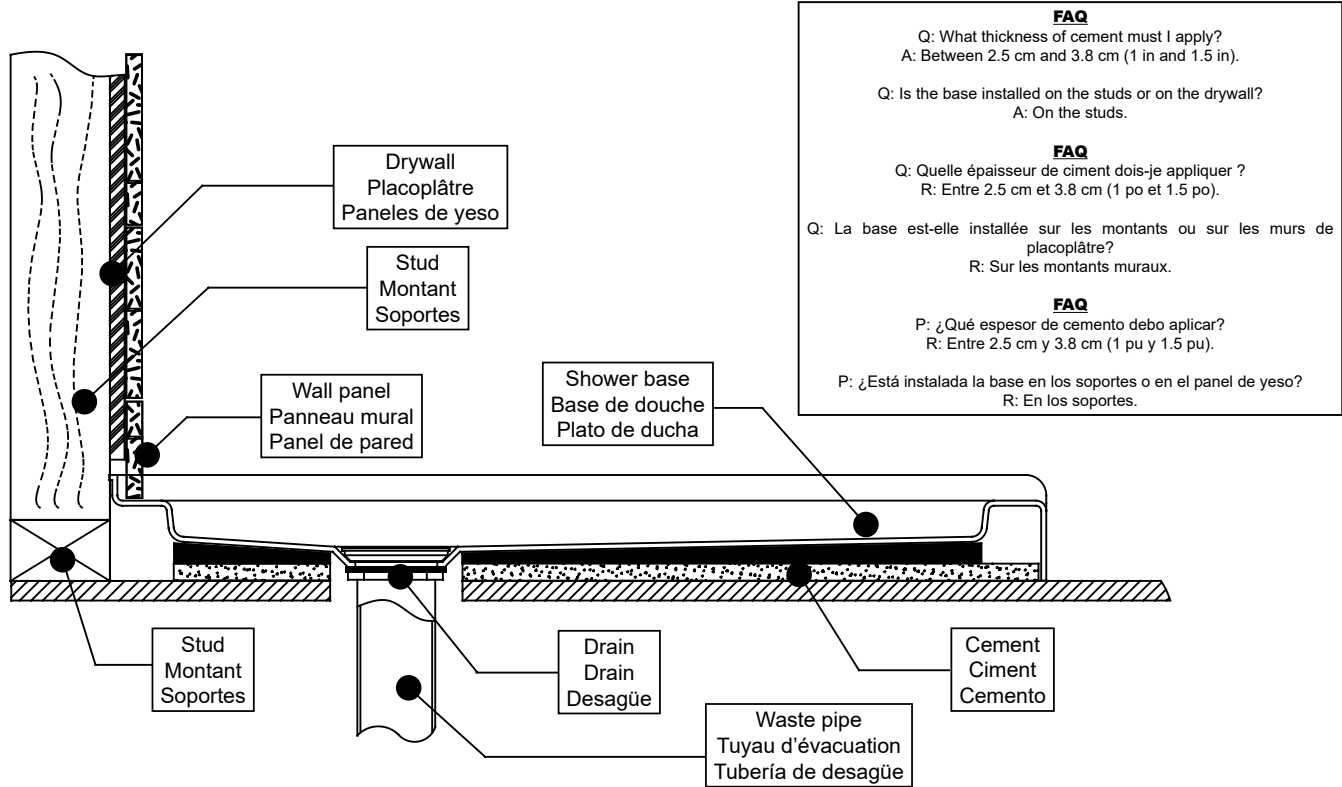 FAQ
Q: What thickness of cement must I apply?
A: Between 2.5 cm and 3.8 cm (1 in and 1.5 in).
Q: Is the base installed on the studs or on the drywall?
A: On the studs.
FAQ
Q: Quelle épaisseur de ciment dois-je appliquer ?
R: Entre 2.5 cm et 3.8 cm (1 po et 1.5 po).
Q: La base est-elle installée sur les montants ou sur les murs de
placoplâtre?
R: Sur les montants muraux.
FAQ
P: ¿Qué espesor de cemento debo aplicar?
R: Entre 2.5 cm y 3.8 cm (1 pu y 1.5 pu).
P: ¿Está instalada la base en los soportes o en el panel de yeso?
R: En los soportes.
Drywall
Placoplâtre
Paneles de yeso
Stud
Montant
Soportes
Wall panel
Panneau mural
Panel de pared
Shower base
Base de douche
Plato de ducha
Stud
Montant
Soportes
Drain
Drain
Desagüe
Cement
Ciment
Cemento
Waste pipe
Tuyau d’évacuation
Tubería de desagüe